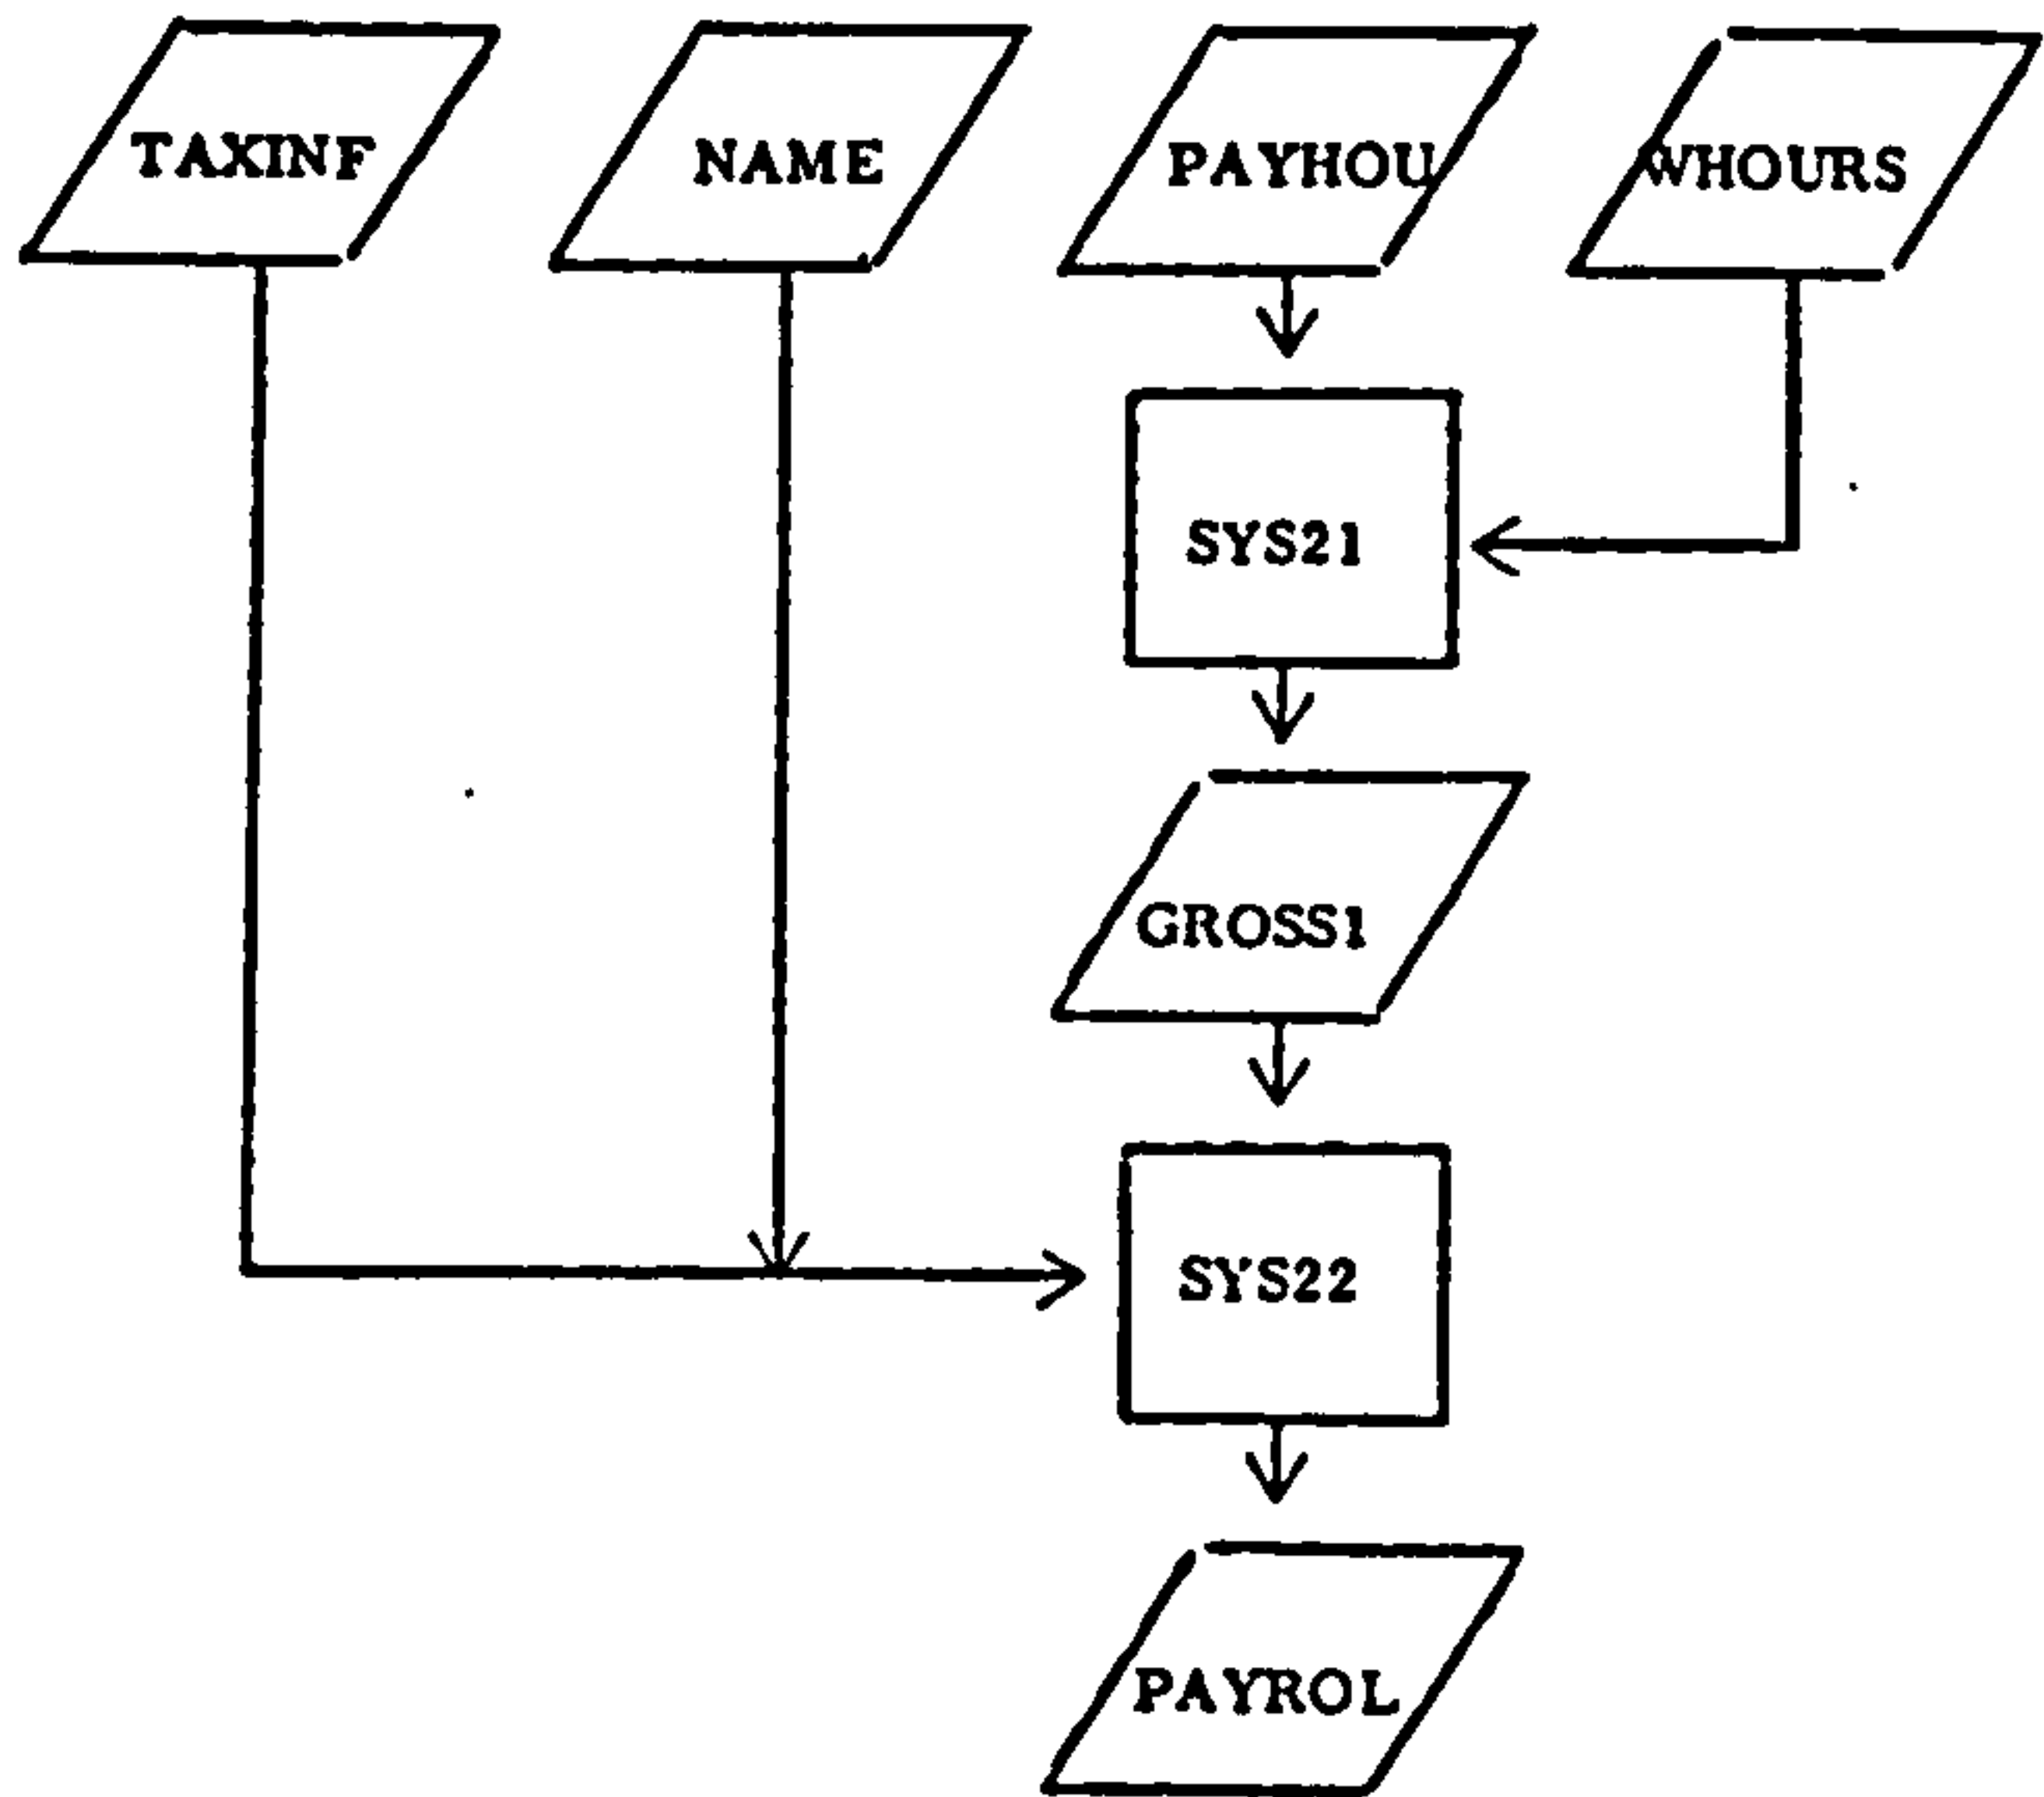 TAXINF
NAME
PAYHOU
WHOURS
SYS21
GROSS1
SYS22
PAYROL